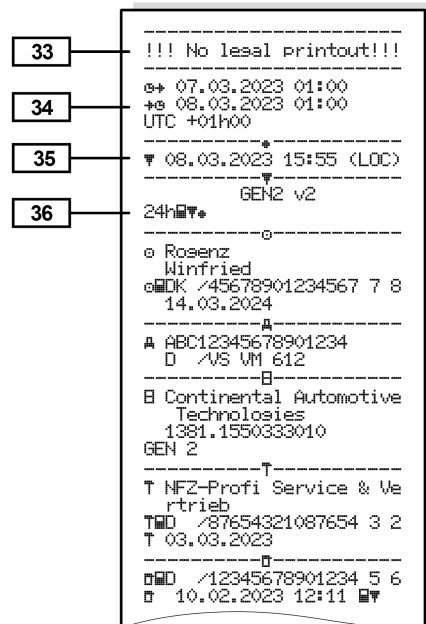 33
!!! No legal printout!!!
34
07.03.2023 01:00
08.03.2023 01:00
UTC +01h00
35
▼ 08.03.2023 15:55 (LOC)
GEN2 v2
36
24h
Rogenz
Winfried
DK /45678901234567 7 8
14.03.2024
ABC12345678901234
D /VS VM 612
Continental Automotive
Technologies
1381.1550333010
GEN 2
T NFZ-Profi Service & Ve
rtrieb
T D /87654321087654 3 2
T 03.03.2023
D /12345678901234 5 6
10.02.2023 12:11 ▼